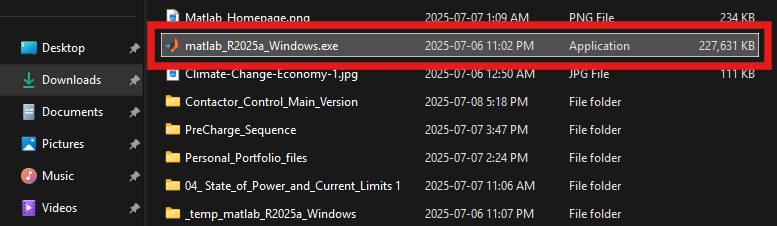 Matlab_Homepage.png 2025-07-07 1:09 AM PNG File 234 KB
matlab_R2025a_Windows.exe 2025-07-06 11:02 PM Application 227,631 KB
Climate-Change-Economy-1.jpg 2025-07-06 12:50 AM JPG File 111 KB
Contactor_Control_Main_Version 2025-07-08 5:18 PM File folder
PreCharge_Sequence 2025-07-07 3:47 PM File folder
Personal_Portfolio_files 2025-07-07 2:24 PM File folder
04_ State_of_Power_and_Current_Limits 1 2025-07-07 11:06 AM File folder
_temp_matlab_R2025a_Windows 2025-07-06 11:07 PM File folder
Desktop
Downloads
Documents
Pictures
Music
Videos